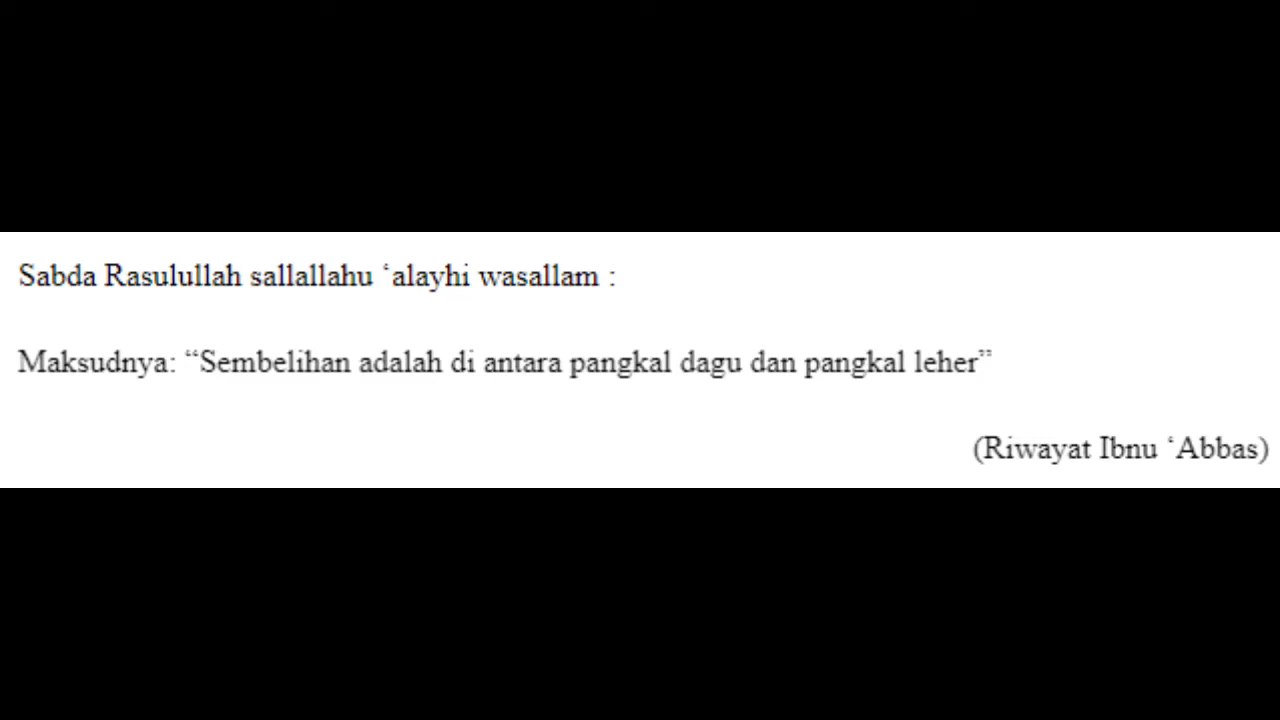 Sabda Rasulullah sallallahu ‘alayhi wasallam :
Maksudnya: “Sembelihan adalah di antara pangkal dagu dan pangkal leher”
(Riwayat Ibnu ‘Abbas)